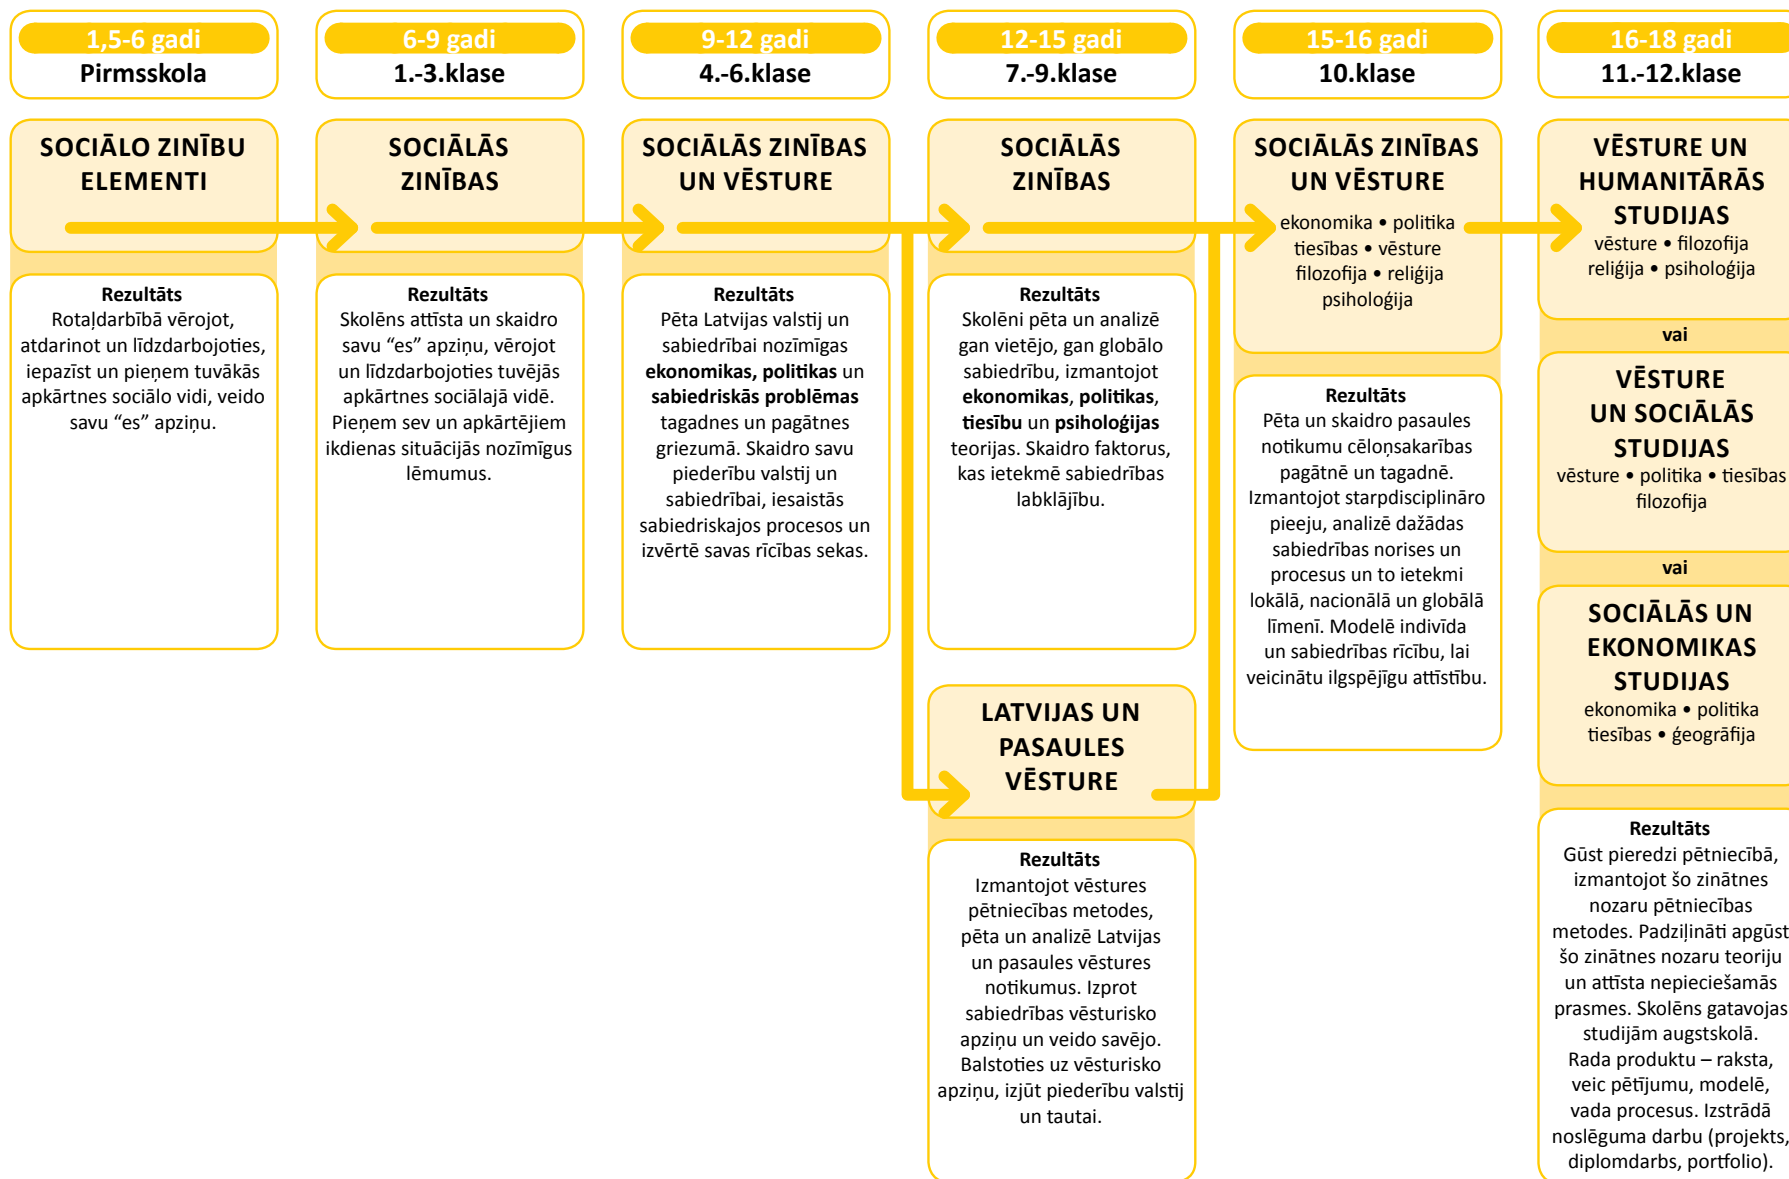 1,5-6 gadi
Pirmsskola
6-9 gadi
1.-3.klase
9-12 gadi
4.-6.klase
12-15 gadi
7.-9.klase
15-16 gadi
10.klase
16-18 gadi
11.-12.klase
SOCIĀLO ZINĪBU
ELEMENTI
Rezultāts
Rotaļdarbībā vērojot,
atdarinot un līdzdarbojoties,
iepazīst un pieņem tuvākās
apkārtnes sociālo vidi, veido
savu “es” apziņu.
SOCIĀLĀS
ZINĪBAS
Rezultāts
Skolēns attīsta un skaidro
savu “es” apziņu, vērojot
un līdzdarbojoties tuvējās
apkārtnes sociālajā vidē.
Pieņem sev un apkārtējiem
ikdienas situācijās nozīmīgus
lēmumus.
SOCIĀLĀS ZINĪBAS
UN VĒSTURE
Rezultāts
Pēta Latvijas valstij un
sabiedrībai nozīmīgas
ekonomikas, politikas un
sabiedriskās problēmas
tagadnes un pagātnes
griezumā. Skaidro savu
piederību valstij un
sabiedrībai, iesaistās
sabiedriskajos procesos un
izvērtē savas rīcības sekas.
SOCIĀLĀS
ZINĪBAS
Rezultāts
Skolēni pēta un analizē
gan vietējo, gan globālo
sabiedrību, izmantojot
ekonomikas, politikas,
tiesību un psiholoģijas
teorijas. Skaidro faktorus,
kas ietekmē sabiedrības
labklājību.
LATVIJAS UN
PASAULES
VĒSTURE
Rezultāts
Izmantojot vēstures
pētniecības metodes,
pēta un analizē Latvijas
un pasaules vēstures
notikumus. Izprot
sabiedrības vēsturisko
apziņu un veido savējo.
Balstoties uz vēsturisko
apziņu, izjūt piederību valstij
un tautai.
SOCIĀLĀS ZINĪBAS
UN VĒSTURE
ekonomika • politika
tiesības • vēsture
filozofija • reliģija
psiholoģija
Rezultāts
Pēta un skaidro pasaules
notikumu cēloņsakarības
pagātnē un tagadnē.
Izmantojot starpdisciplināro
pieeju, analizē dažādas
sabiedrības norises un
procesus un to ietekmi
lokālā, nacionālā un globālā
līmenī. Modelē indivīda
un sabiedrības rīcību, lai
veicinātu ilgspējīgu attīstību.
VĒSTURE UN
HUMANITĀRĀS
STUDIJAS
vēsture • filozofija
reliģija • psiholoģija
vai
VĒSTURE
UN SOCIĀLĀS
STUDIJAS
vēsture • politika • tiesības
filozofija
vai
SOCIĀLĀS UN
EKONOMIKAS
STUDIJAS
ekonomika • politika
tiesības • ģeogrāfija
Rezultāts
Gūst pieredzi pētniecībā,
izmantojot šo zinātnes
nozaru pētniecības
metodes. Padziļināti apgūst
šo zinātnes nozaru teoriju
un attīsta nepieciešamās
prasmes. Skolēns gatavojas
studijām augstskolā.
Rada produktu – raksta,
veic pētījumu, modelē,
vada procesus. Izstrādā
noslēguma darbu (projekts,
diplomdarbs, portfolio).